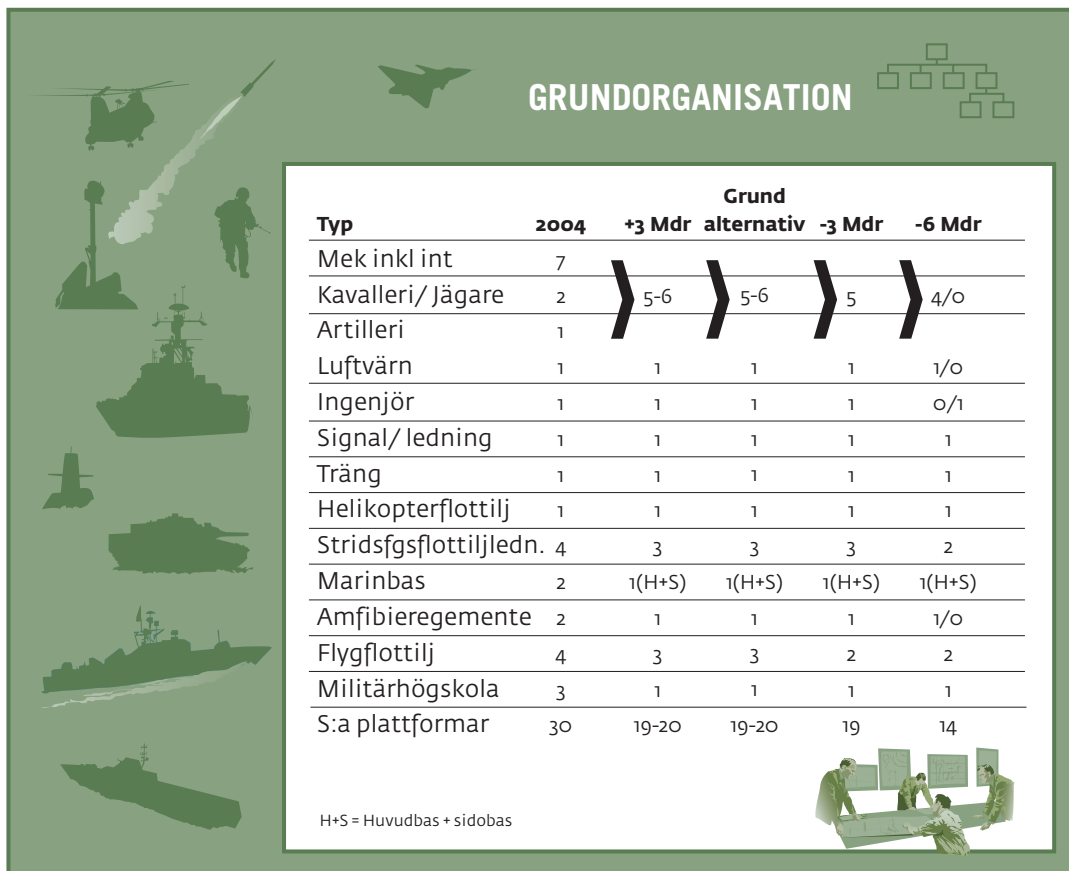 GRUNDORGANISATION
Grund
Typ 2004 +3 Mdr alternativ -3 Mdr -6 Mdr
Mek inkl int 7
Kavalleri/ Jägare 2 5-6 5-6 5 4/0
Artilleri 1
Luftvärn 1 1 1 1 1/0
Ingenjör 1 1 1 1 0/1
Signal/ ledning 1 1 1 1 1
Träng 1 1 1 1 1
Helikopterflottilj 1 1 1 1 1
Stridsfgsflottiljledn. 4 3 3 3 2
Marinbas 2 1(H+S) 1(H+S) 1(H+S) 1(H+S)
Amfibieregemente 2 1 1 1 1/0
Flygflottilj 4 3 3 2 2
Militärhögskola 3 1 1 1 1
S:a plattformar 30 19-20 19-20 19 14
H+S = Huvudbas + sidobas